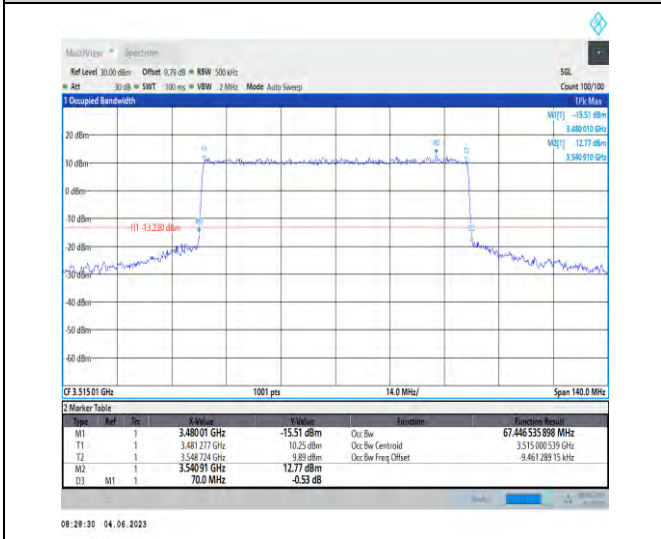 MultiView Spectrum
Ref Level 30.00 dBm Offset 9.79 dB RBW 500 kHz SGL
Att 30 dB SWT 100 ms VBW 2 MHz Mode Auto Sweep Count 100/100
1 Occupied Bandwidth 1Pk Max
M1[1] -15.51 dBm
3.480 010 GHz
20 dBm M2[1] 12.77 dBm
3.540 910 GHz
T1 M2 T2
10 dBm
0 dBm
-10 dBm
H1 -13.230 dBm M1 D3
-20 dBm
-30 dBm
-40 dBm
-50 dBm
-60 dBm
CF 3.515 01 GHz 1001 pts 14.0 MHz/ Span 140.0 MHz
2 Marker Table
Type Ref Trc X-Value Y-Value Function Function Result
M1 1 3.480 01 GHz -15.51 dBm Occ Bw 67.446 535 898 MHz
T1 1 3.481 277 GHz 10.25 dBm Occ Bw Centroid 3.515 000 539 GHz
T2 1 3.548 724 GHz 9.89 dBm Occ Bw Freq Offset -9.461 289 15 kHz
M2 1 3.540 91 GHz 12.77 dBm
D3 M1 1 70.0 MHz -0.53 dB
08:28:30 04.06.2023